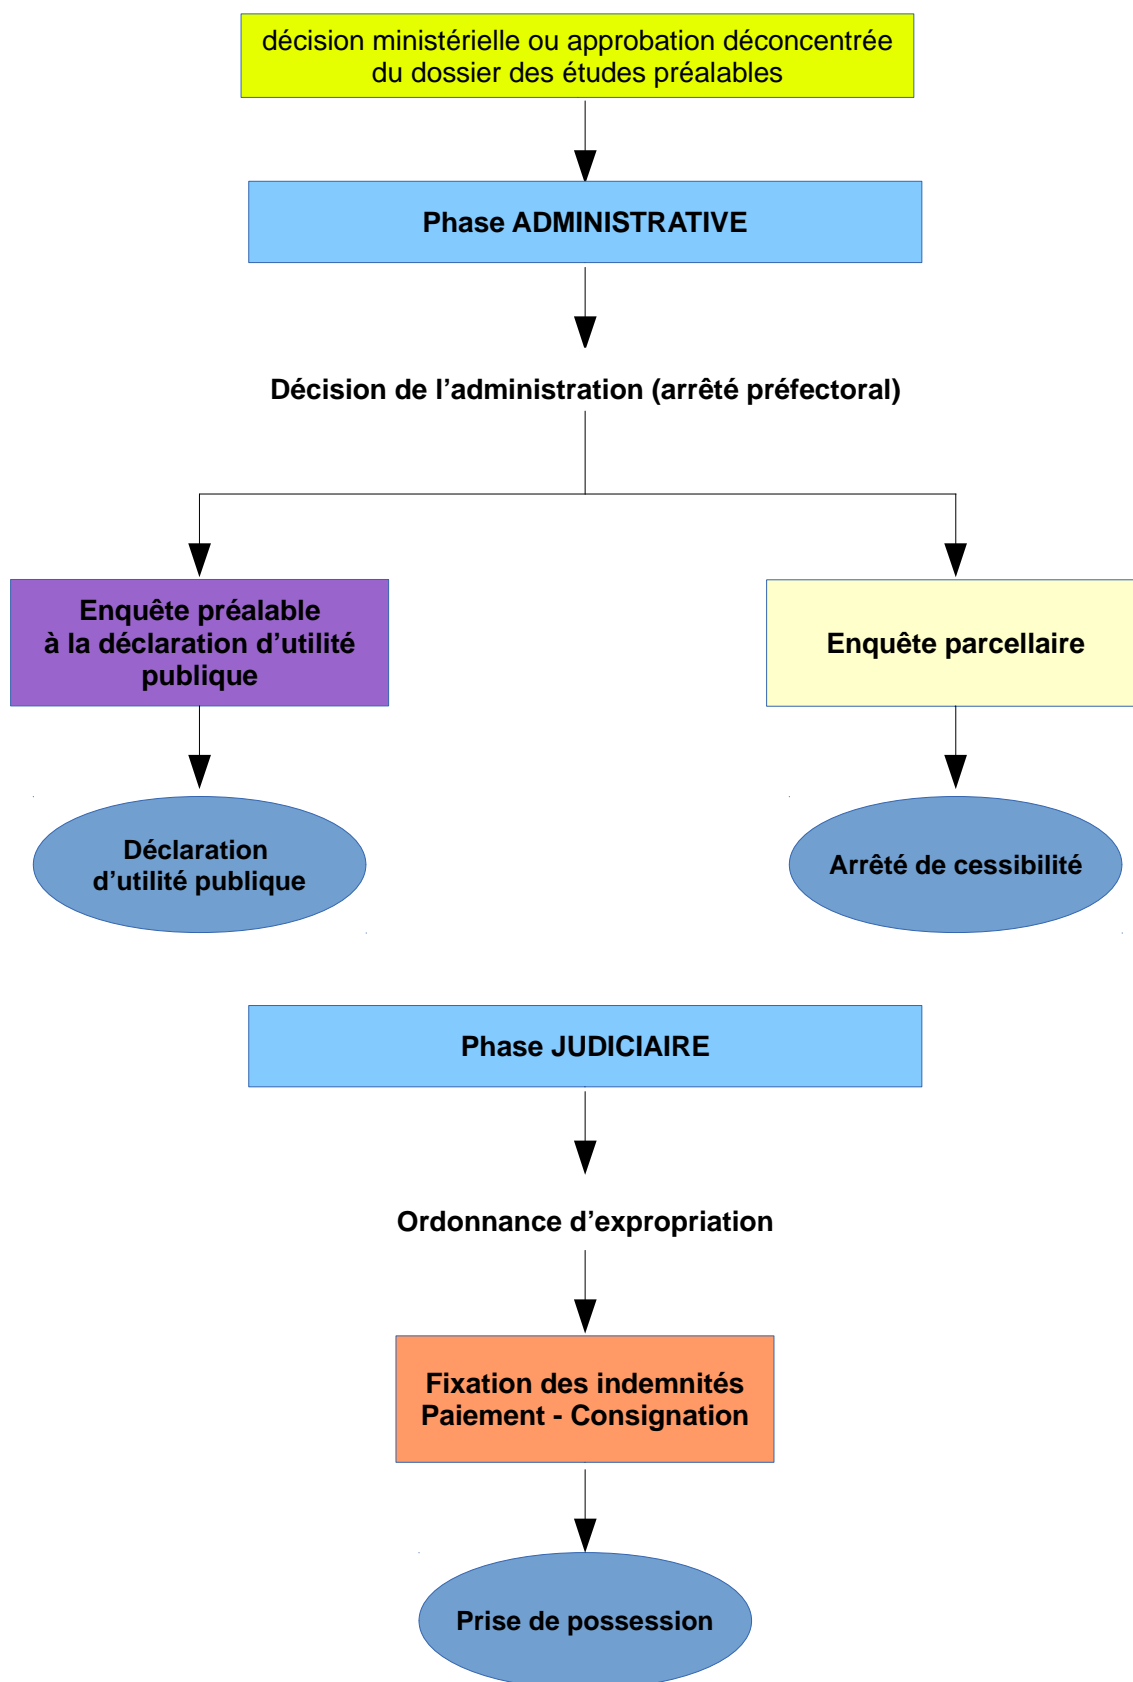 décision ministérielle ou approbation déconcentrée
du dossier des études préalables
Phase ADMINISTRATIVE
Décision de l’administration (arrêté préfectoral)
Enquête préalable
à la déclaration d’utilité
publique
Enquête parcellaire
Déclaration
d’utilité publique
Arrêté de cessibilité
Phase JUDICIAIRE
Ordonnance d’expropriation
Fixation des indemnités
Paiement - Consignation
Prise de possession